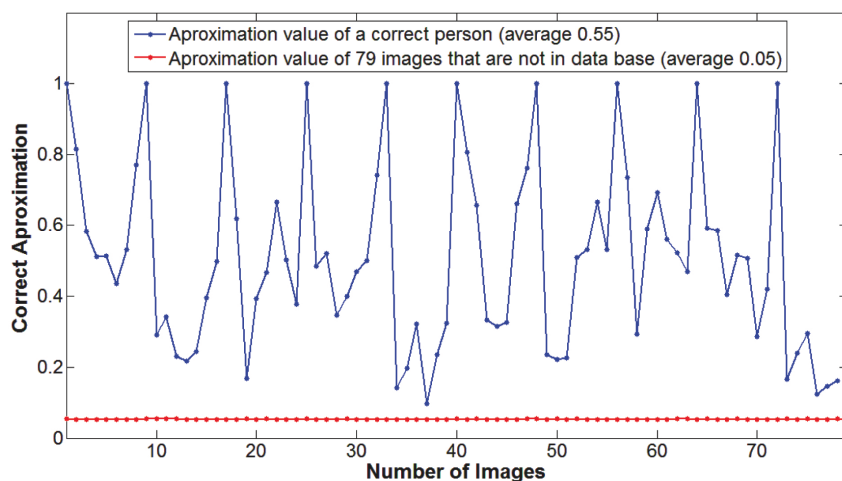 Aproximation value of a correct person (average 0.55)
Aproximation value of 79 images that are not in data base (average 0.05)
1
0.8
0.6
0.4
0.2
0
Correct Aproximation
10 20 30 40 50 60 70
Number of Images